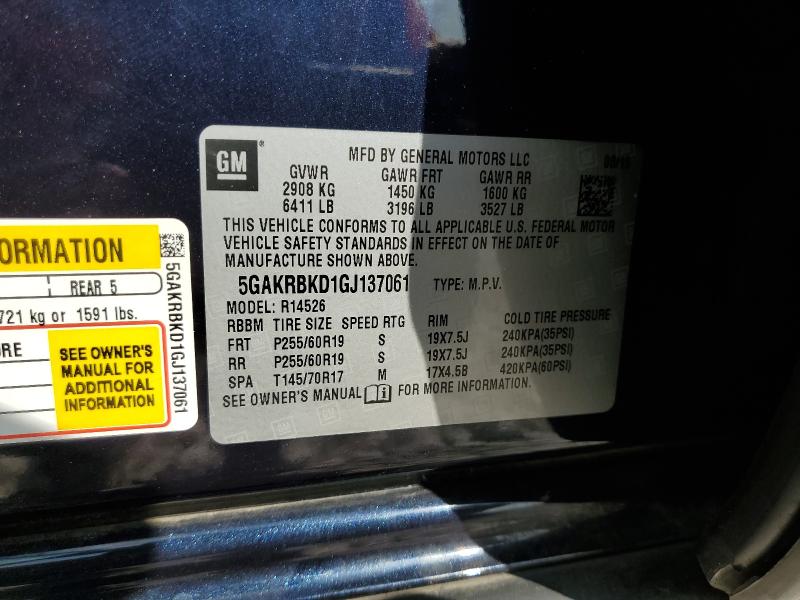 GM
MFD BY GENERAL MOTORS LLC
GVWR GAWR FRT GAWR RR
2908 KG 1450 KG 1600 KG
6411 LB 3196 LB 3527 LB
THIS VEHICLE CONFORMS TO ALL APPLICABLE U.S. FEDERAL MOTOR
VEHICLE SAFETY STANDARDS IN EFFECT ON THE DATE OF
MANUFACTURE SHOWN ABOVE.
5GAKRBKD1GJ137061 TYPE: M.P.V.
MODEL: R14526
RBBM TIRE SIZE SPEED RTG RIM COLD TIRE PRESSURE
FRT P255/60R19 S 19X7.5J 240KPA(35PSI)
RR P255/60R19 S 19X7.5J 240KPA(35PSI)
SPA T145/70R17 M 17X4.5B 420KPA(60PSI)
SEE OWNER'S MANUAL FOR MORE INFORMATION.
ORMATION
REAR 5
721 kg or 1591 lbs.
ORE
SEE OWNER'S
MANUAL FOR
ADDITIONAL
INFORMATION
5GAKRBKD1GJ137061